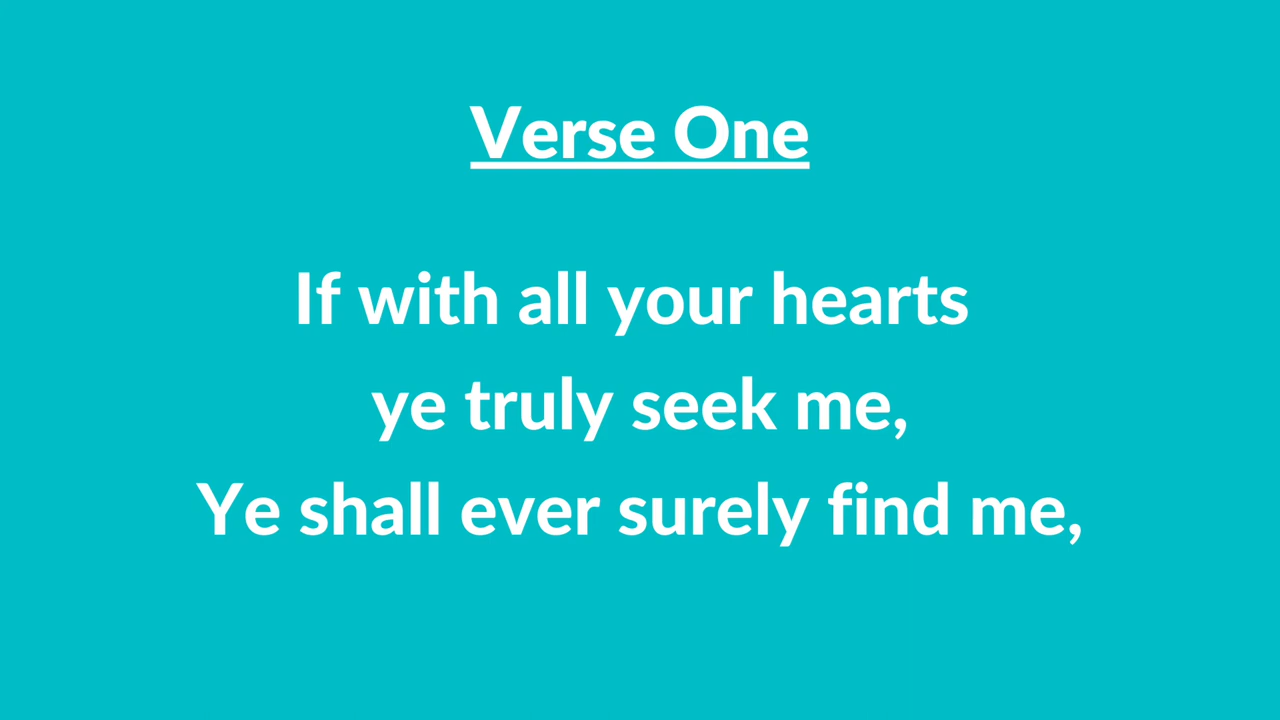 Verse One
If with all your hearts
ye truly seek me,
Ye shall ever surely find me,